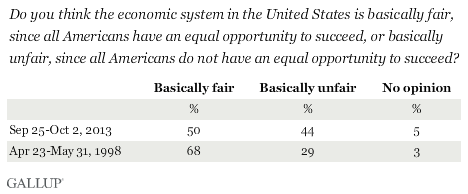 Do you think the economic system in the United States is basically fair,
since all Americans have an equal opportunity to succeed, or basically
unfair, since all Americans do not have an equal opportunity to succeed?
Basically fair Basically unfair No opinion
% % %
Sep 25-Oct 2, 2013 50 44 5
Apr 23-May 31, 1998 68 29 3
GALLUP®